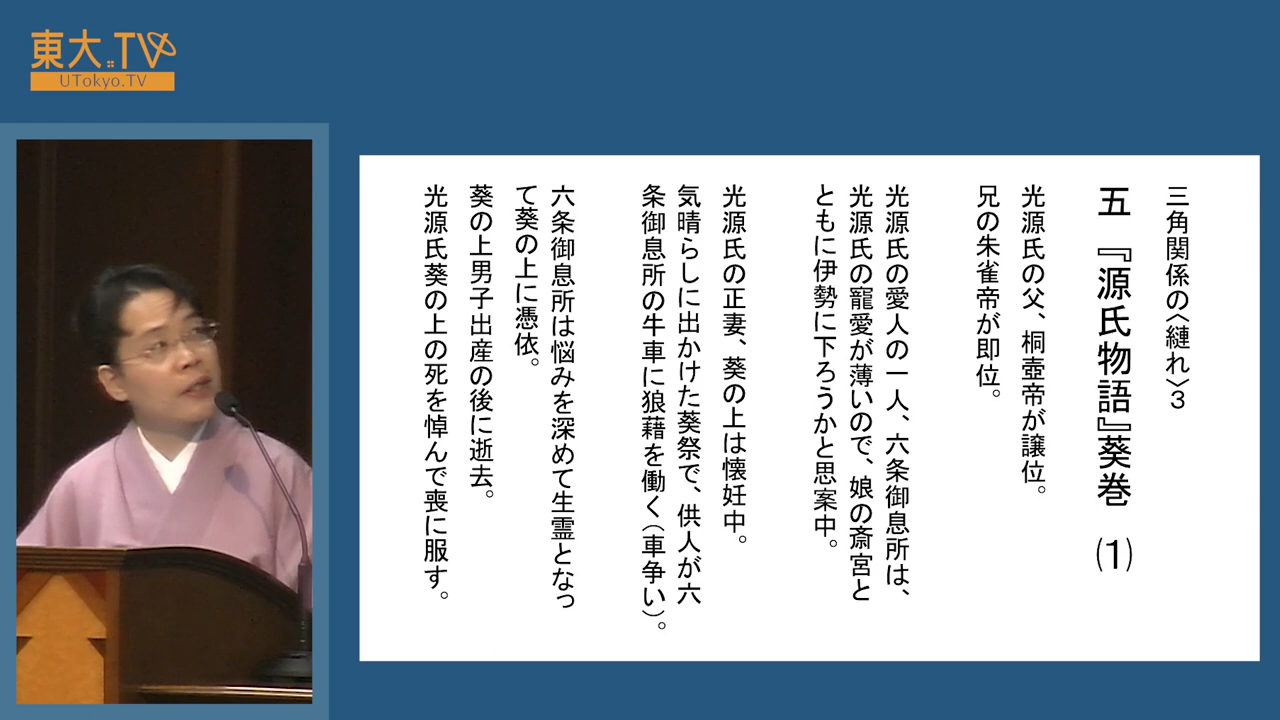 東大.TV
UTokyo.TV
三角関係の〈縺れ〉3
五 『源氏物語』葵巻 (1)
光源氏の父、桐壺帝が譲位。
兄の朱雀帝が即位。
光源氏の愛人の一人、六条御息所は、
光源氏の寵愛が薄いので、娘の斎宮と
ともに伊勢に下ろうかと思案中。
光源氏の正妻、葵の上は懐妊中。
気晴らしに出かけた葵祭で、供人が六
条御息所の牛車に狼藉を働く(車争い)。
六条御息所は悩みを深めて生霊となっ
て葵の上に憑依。
葵の上男子出産の後に逝去。
光源氏葵の上の死を悼んで喪に服す。